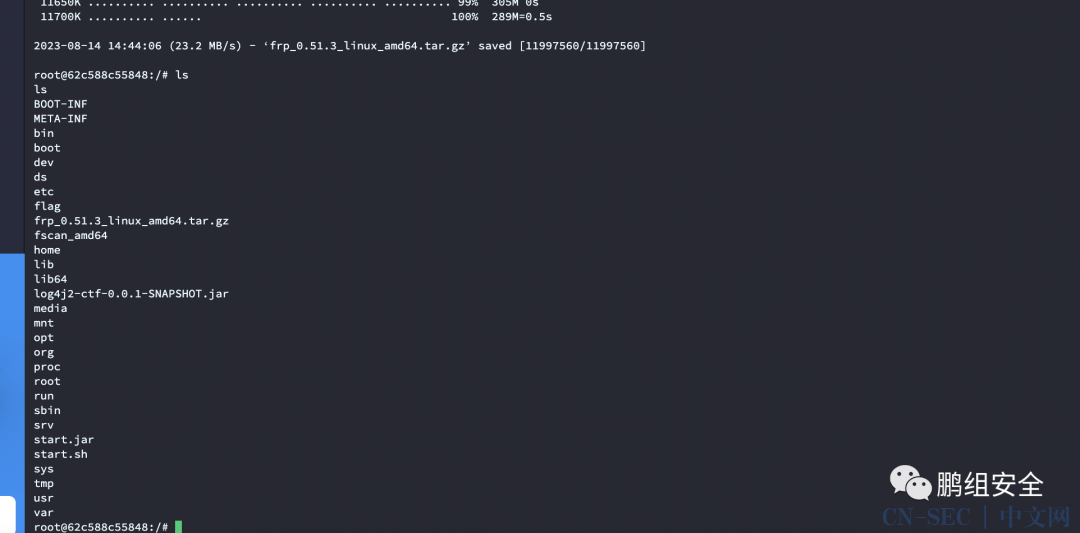 11650K .......... .......... .......... .......... .......... 99%  305M 0s
11700K .......... ......                                      100%  289M=0.5s
2023-08-14 14:44:06 (23.2 MB/s) - ‘frp_0.51.3_linux_amd64.tar.gz’ saved [11997560/11997560]
root@62c588c55848:/# ls
ls
BOOT-INF
META-INF
bin
boot
dev
ds
etc
flag
frp_0.51.3_linux_amd64.tar.gz
fscan_amd64
home
lib
lib64
log4j2-ctf-0.0.1-SNAPSHOT.jar
media
mnt
opt
org
proc
root
run
sbin
srv
start.jar
start.sh
sys
tmp
usr
var
root@62c588c55848:/#
鹏组安全
CN-SEC | 中文网